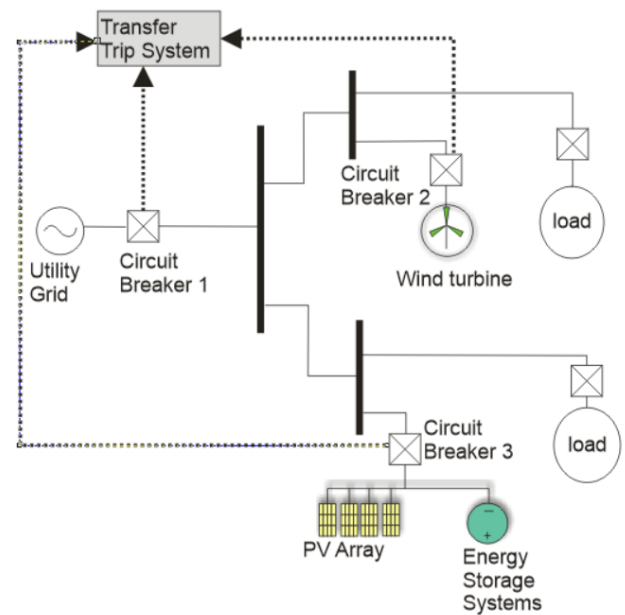 Transfer
Trip System
Circuit
Breaker 2
load
Utility
Grid
Circuit
Breaker 1
Wind turbine
Circuit
Breaker 3
load
PV Array
Energy
Storage
Systems